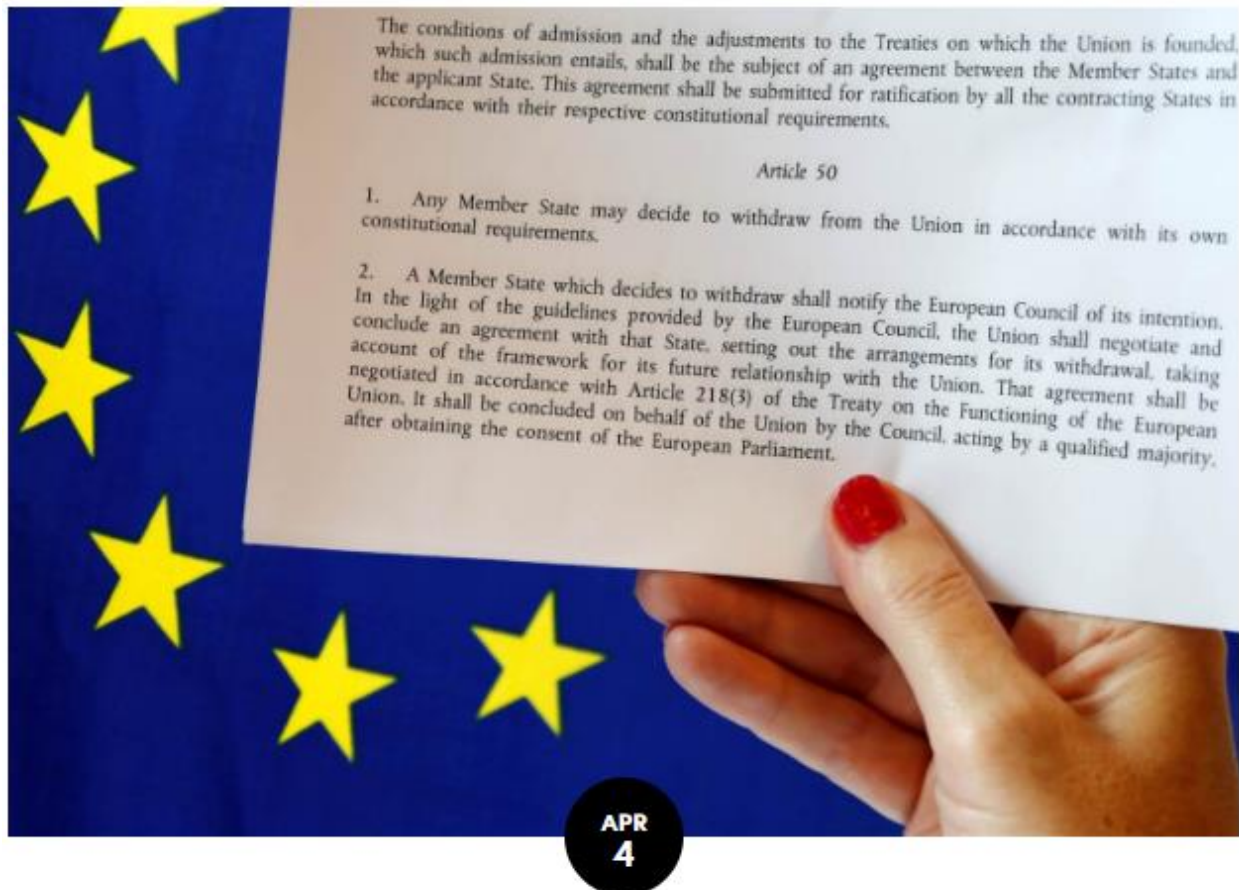 The conditions of admission and the adjustments to the Treaties on which the Union is founded,
which such admission entails, shall be the subject of an agreement between the Member States and
the applicant State. This agreement shall be submitted for ratification by all the contracting States in
accordance with their respective constitutional requirements.
Article 50
1. Any Member State may decide to withdraw from the Union in accordance with its own
constitutional requirements.
2. A Member State which decides to withdraw shall notify the European Council of its intention.
In the light of the guidelines provided by the European Council, the Union shall negotiate and
conclude an agreement with that State, setting out the arrangements for its withdrawal, taking
account of the framework for its future relationship with the Union. That agreement shall be
negotiated in accordance with Article 218(3) of the Treaty on the Functioning of the European
Union. It shall be concluded on behalf of the Union by the Council, acting by a qualified majority,
after obtaining the consent of the European Parliament.
APR
4